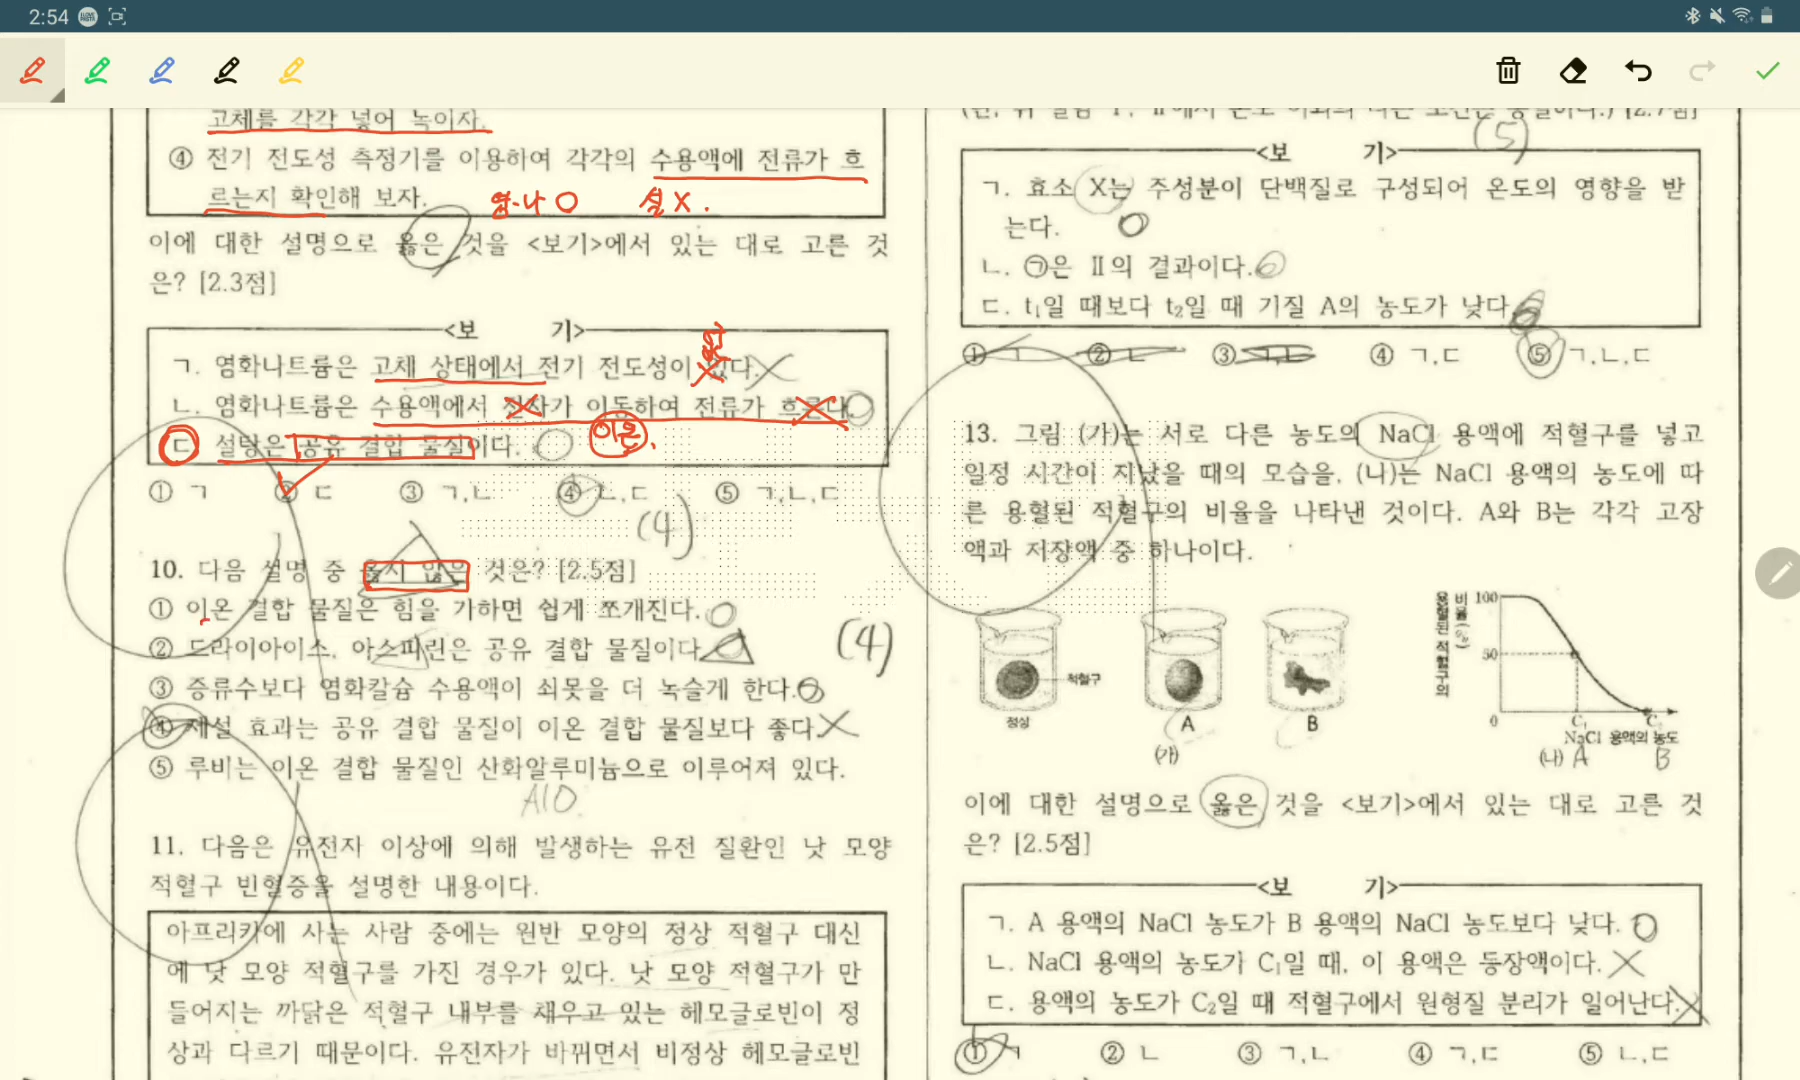 2:54
고체를 각각 넣어 녹이자.
④ 전기 전도성 측정기를 이용하여 각각의 수용액에 전류가 흐
르는지 확인해 보자.
이에 대한 설명으로 옳은 것을 <보기>에서 있는 대로 고른 것
은? [2.3점]
<보 기>
ㄱ. 염화나트륨은 고체 상태에서 전기 전도성이 있다.
ㄴ. 염화나트륨은 수용액에서 전자가 이동하여 전류가 흐른다.
이온
ㄷ. 설탕은 공유 결합 물질이다.
① ㄱ ② ㄷ ③ ㄱ,ㄴ ④ ㄴ,ㄷ ⑤ ㄱ,ㄴ,ㄷ
(4)
10. 다음 설명 중 옳지 않은 것은? [2.5점]
① 이온 결합 물질은 힘을 가하면 쉽게 쪼개진다.
② 드라이아이스, 아스피린은 공유 결합 물질이다.
(4)
③ 증류수보다 염화칼슘 수용액이 쇠못을 더 녹슬게 한다.
④ 제설 효과는 공유 결합 물질이 이온 결합 물질보다 좋다.
⑤ 루비는 이온 결합 물질인 산화알루미늄으로 이루어져 있다.
AlO
11. 다음은 유전자 이상에 의해 발생하는 유전 질환인 낫 모양
적혈구 빈혈증을 설명한 내용이다.
아프리카에 사는 사람 중에는 원반 모양의 정상 적혈구 대신
에 낫 모양 적혈구를 가진 경우가 있다. 낫 모양 적혈구가 만
들어지는 까닭은 적혈구 내부를 채우고 있는 헤모글로빈이 정
상과 다르기 때문이다. 유전자가 바뀌면서 비정상 헤모글로빈
(5)
<보 기>
ㄱ. 효소 X는 주성분이 단백질로 구성되어 온도의 영향을 받
는다.
ㄴ. ㉠은 Ⅱ의 결과이다.
ㄷ. t₁일 때보다 t₂일 때 기질 A의 농도가 낮다.
① ㄱ ② ㄴ ③ ㄱ,ㄴ ④ ㄱ,ㄷ ⑤ ㄱ,ㄴ,ㄷ
13. 그림 (가)는 서로 다른 농도의 NaCl 용액에 적혈구를 넣고
일정 시간이 지났을 때의 모습을, (나)는 NaCl 용액의 농도에 따
른 용혈된 적혈구의 비율을 나타낸 것이다. A와 B는 각각 고장
액과 저장액 중 하나이다.
적혈구
정상
A
B
(가)
용혈된 적혈구의 비율(%)
100
50
0
C₁
C₂
NaCl 용액의 농도
(나)
A
B
이에 대한 설명으로 옳은 것을 <보기>에서 있는 대로 고른 것
은? [2.5점]
<보 기>
ㄱ. A 용액의 NaCl 농도가 B 용액의 NaCl 농도보다 낮다.
ㄴ. NaCl 용액의 농도가 C₁일 때, 이 용액은 등장액이다.
ㄷ. 용액의 농도가 C₂일 때 적혈구에서 원형질 분리가 일어난다.
① ㄱ ② ㄴ ③ ㄱ,ㄴ ④ ㄱ,ㄷ ⑤ ㄴ,ㄷ